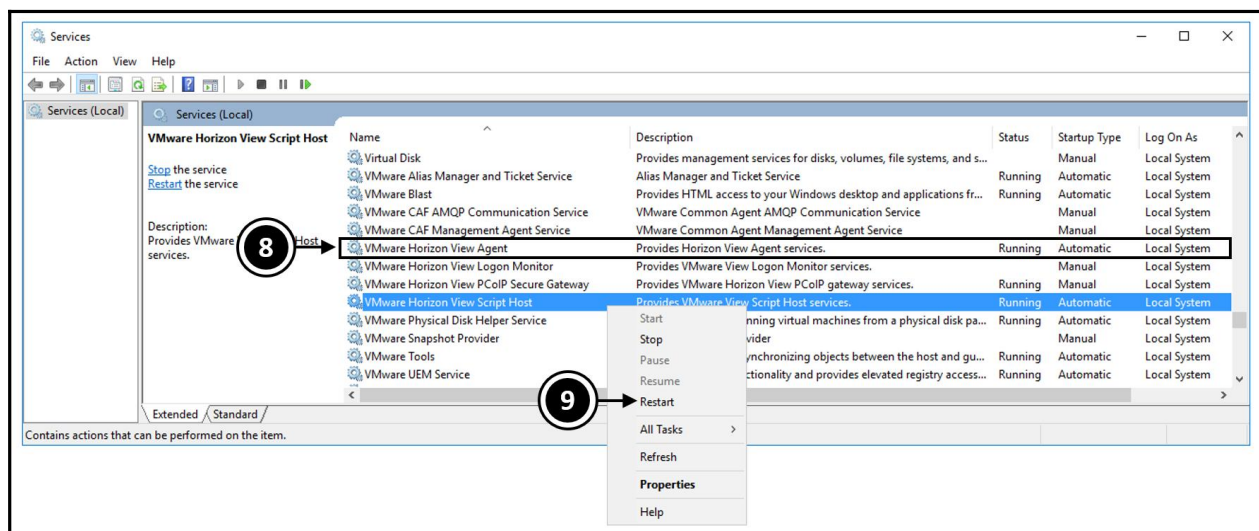 Services
File Action View Help
Services (Local)
Services (Local)
VMware Horizon View Script Host
Stop the service
Restart the service
Description:
Provides VMware Host
services.
Name Description Status Startup Type Log On As
Virtual Disk Provides management services for disks, volumes, file systems, and s... Manual Local System
VMware Alias Manager and Ticket Service Alias Manager and Ticket Service Running Automatic Local System
VMware Blast Provides HTML access to your Windows desktop and applications fr... Running Automatic Local System
VMware CAF AMQP Communication Service VMware Common Agent AMQP Communication Service Manual Local System
VMware CAF Management Agent Service VMware Common Agent Management Agent Service Manual Local System
8
VMware Horizon View Agent Provides Horizon View Agent services. Running Automatic Local System
VMware Horizon View Logon Monitor Provides VMware View Logon Monitor services. Manual Local System
VMware Horizon View PCoIP Secure Gateway Provides VMware Horizon View PCoIP gateway services. Running Manual Local System
VMware Horizon View Script Host Provides VMware View Script Host services. Running Automatic Local System
VMware Physical Disk Helper Service nning virtual machines from a physical disk pa... Running Automatic Local System
VMware Snapshot Provider vider Manual Local System
VMware Tools ynchronizing objects between the host and gu... Running Automatic Local System
VMware UEM Service ctionality and provides elevated registry access... Running Automatic Local System
Start
Stop
Pause
Resume
9
Restart
All Tasks >
Refresh
Properties
Help
Extended Standard
Contains actions that can be performed on the item.